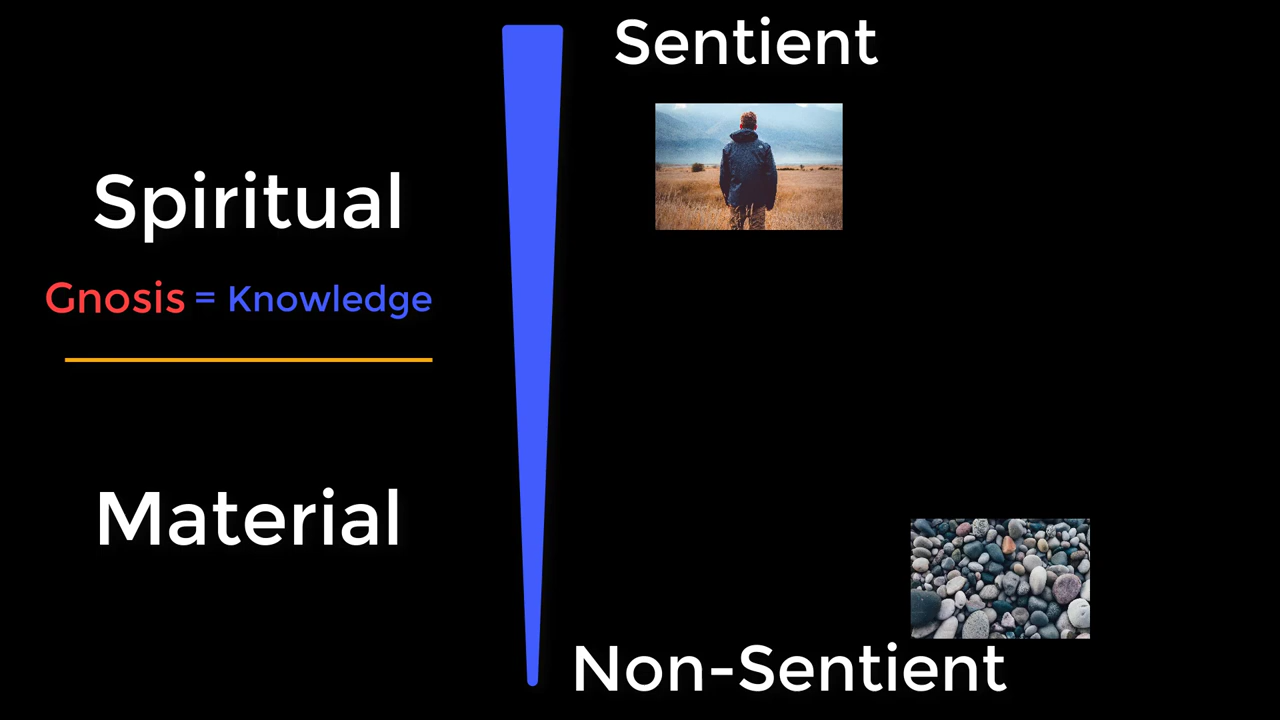 Sentient
Spiritual
Gnosis = Knowledge
Material
Non-Sentient